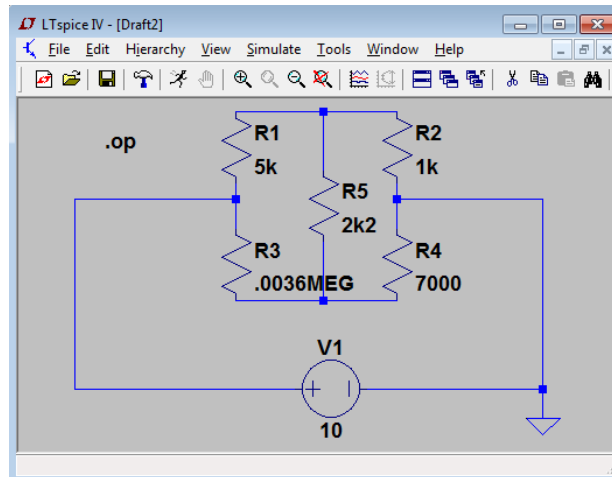 LTspice IV - [Draft2]
File Edit Hierarchy View Simulate Tools Window Help
.op
R1
5k
R2
1k
R5
2k2
R3
.0036MEG
R4
7000
V1
10